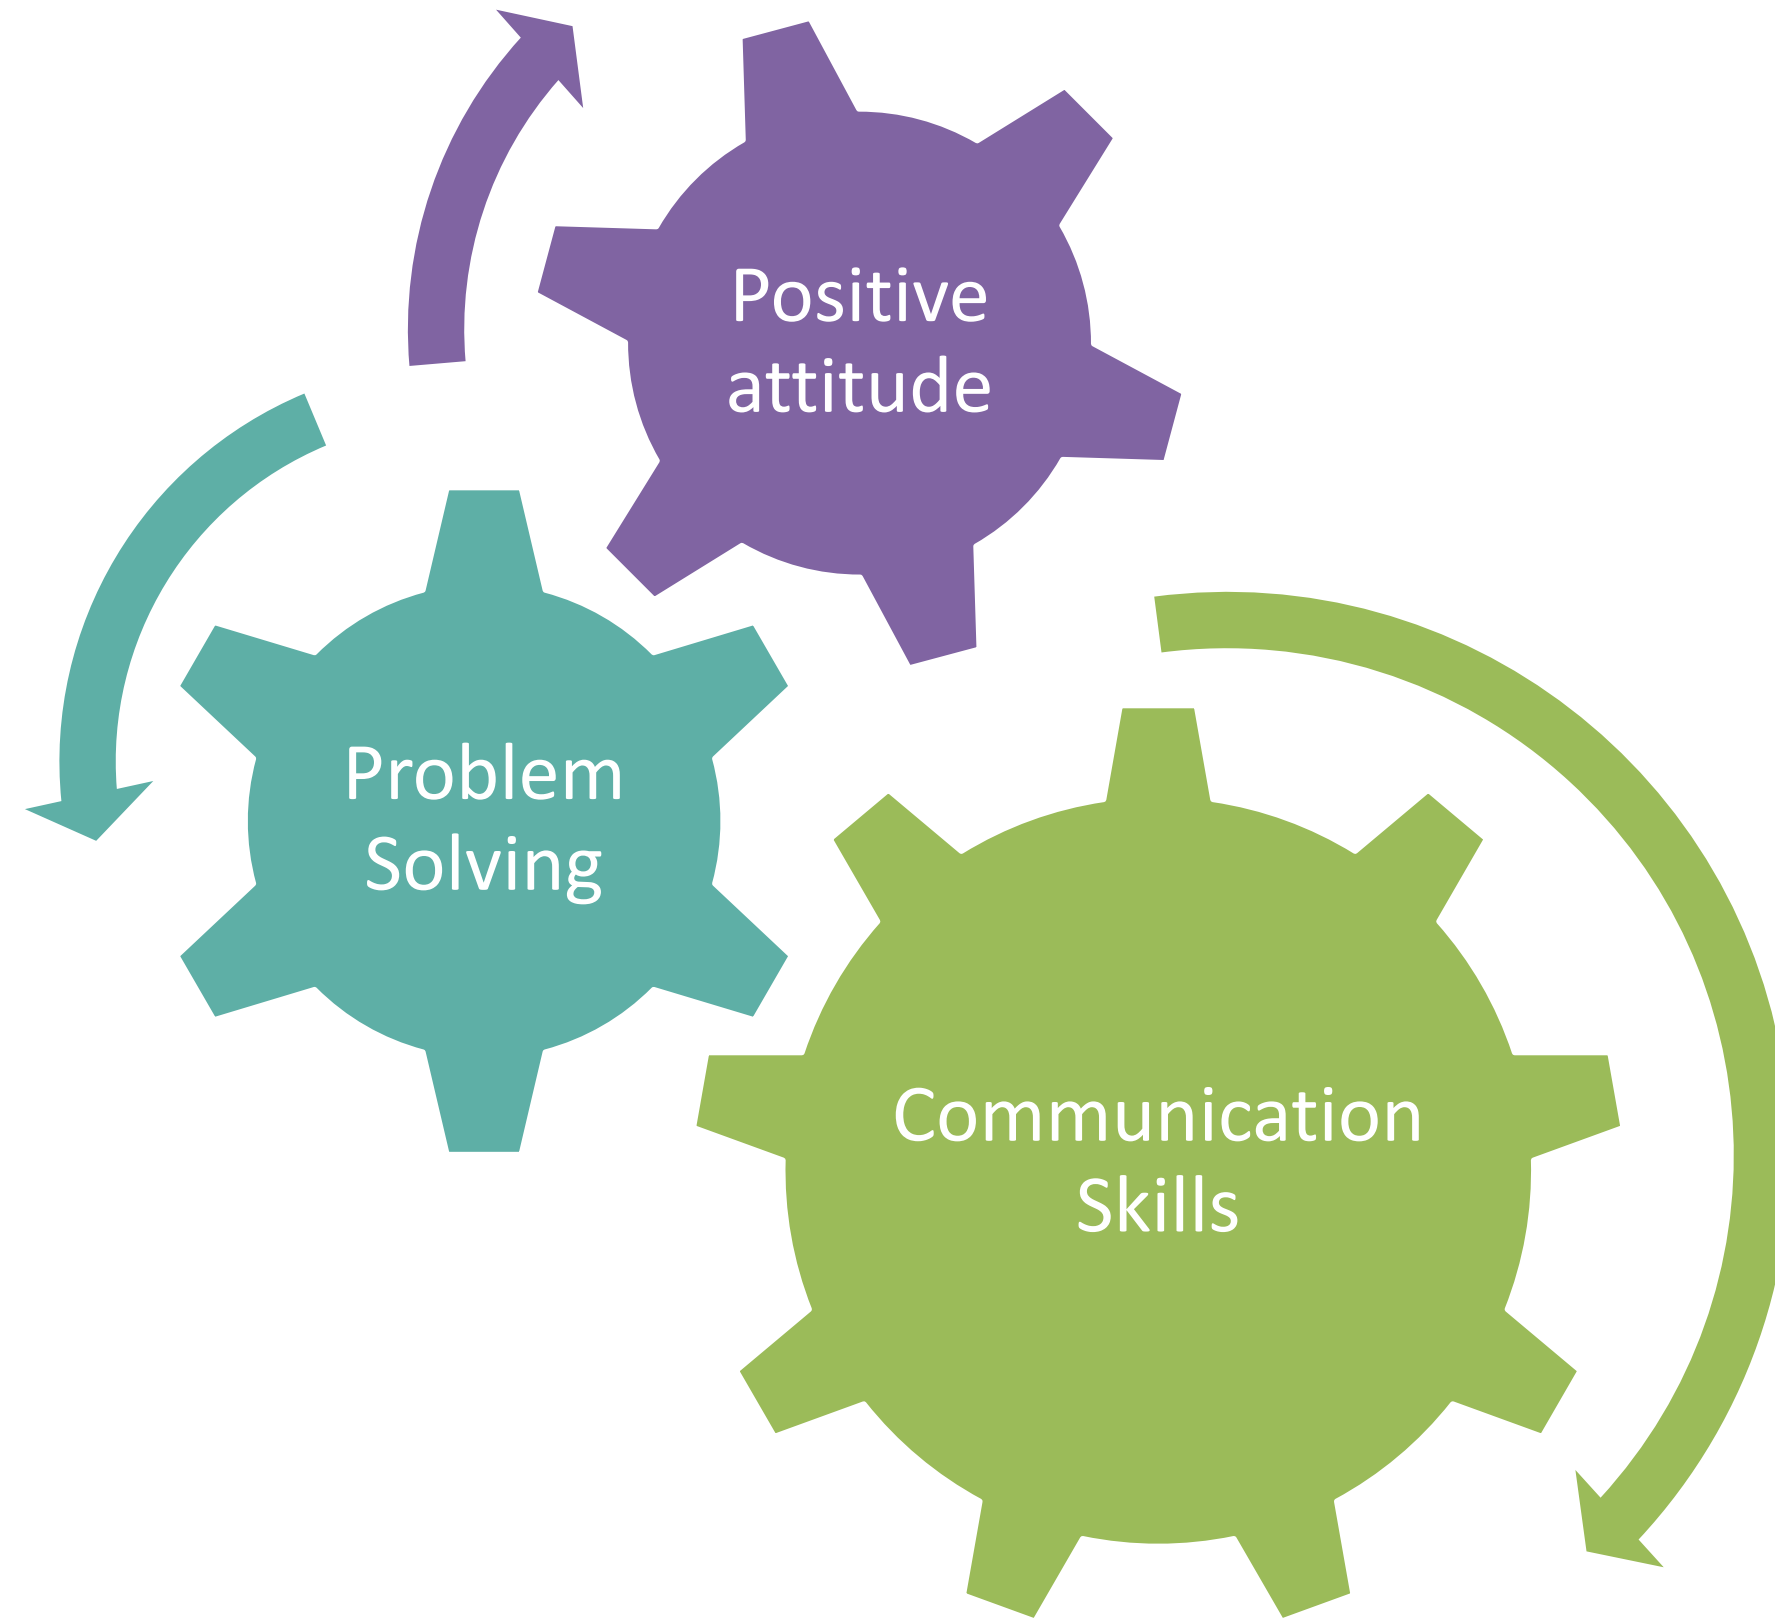 Positive
attitude
Problem
Solving
Communication
Skills